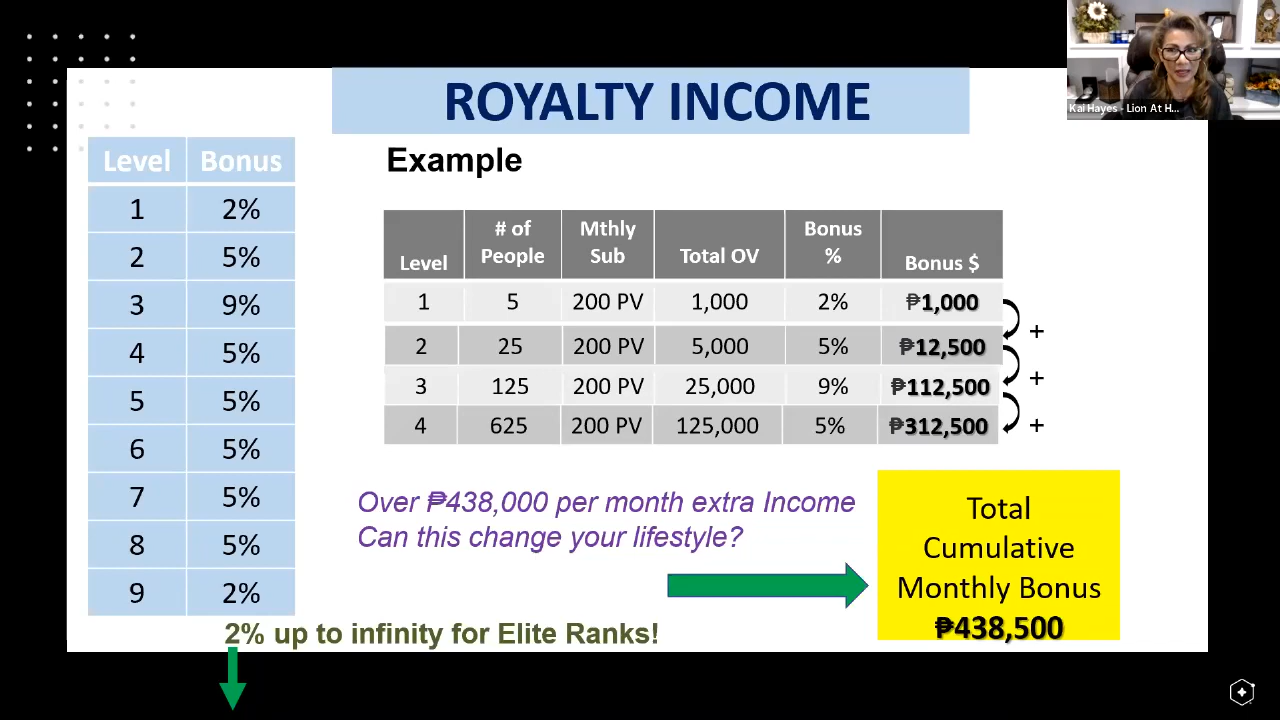 ROYALTY INCOME
Kai Hayes - Lion At H...
Level Bonus
1 2%
2 5%
3 9%
4 5%
5 5%
6 5%
7 5%
8 5%
9 2%
2% up to infinity for Elite Ranks!
Example
Level # of People Mthly Sub Total OV Bonus % Bonus $
1 5 200 PV 1,000 2% ₱1,000
2 25 200 PV 5,000 5% ₱12,500
3 125 200 PV 25,000 9% ₱112,500
4 625 200 PV 125,000 5% ₱312,500
+
+
+
Over ₱438,000 per month extra Income
Can this change your lifestyle?
Total
Cumulative
Monthly Bonus
₱438,500